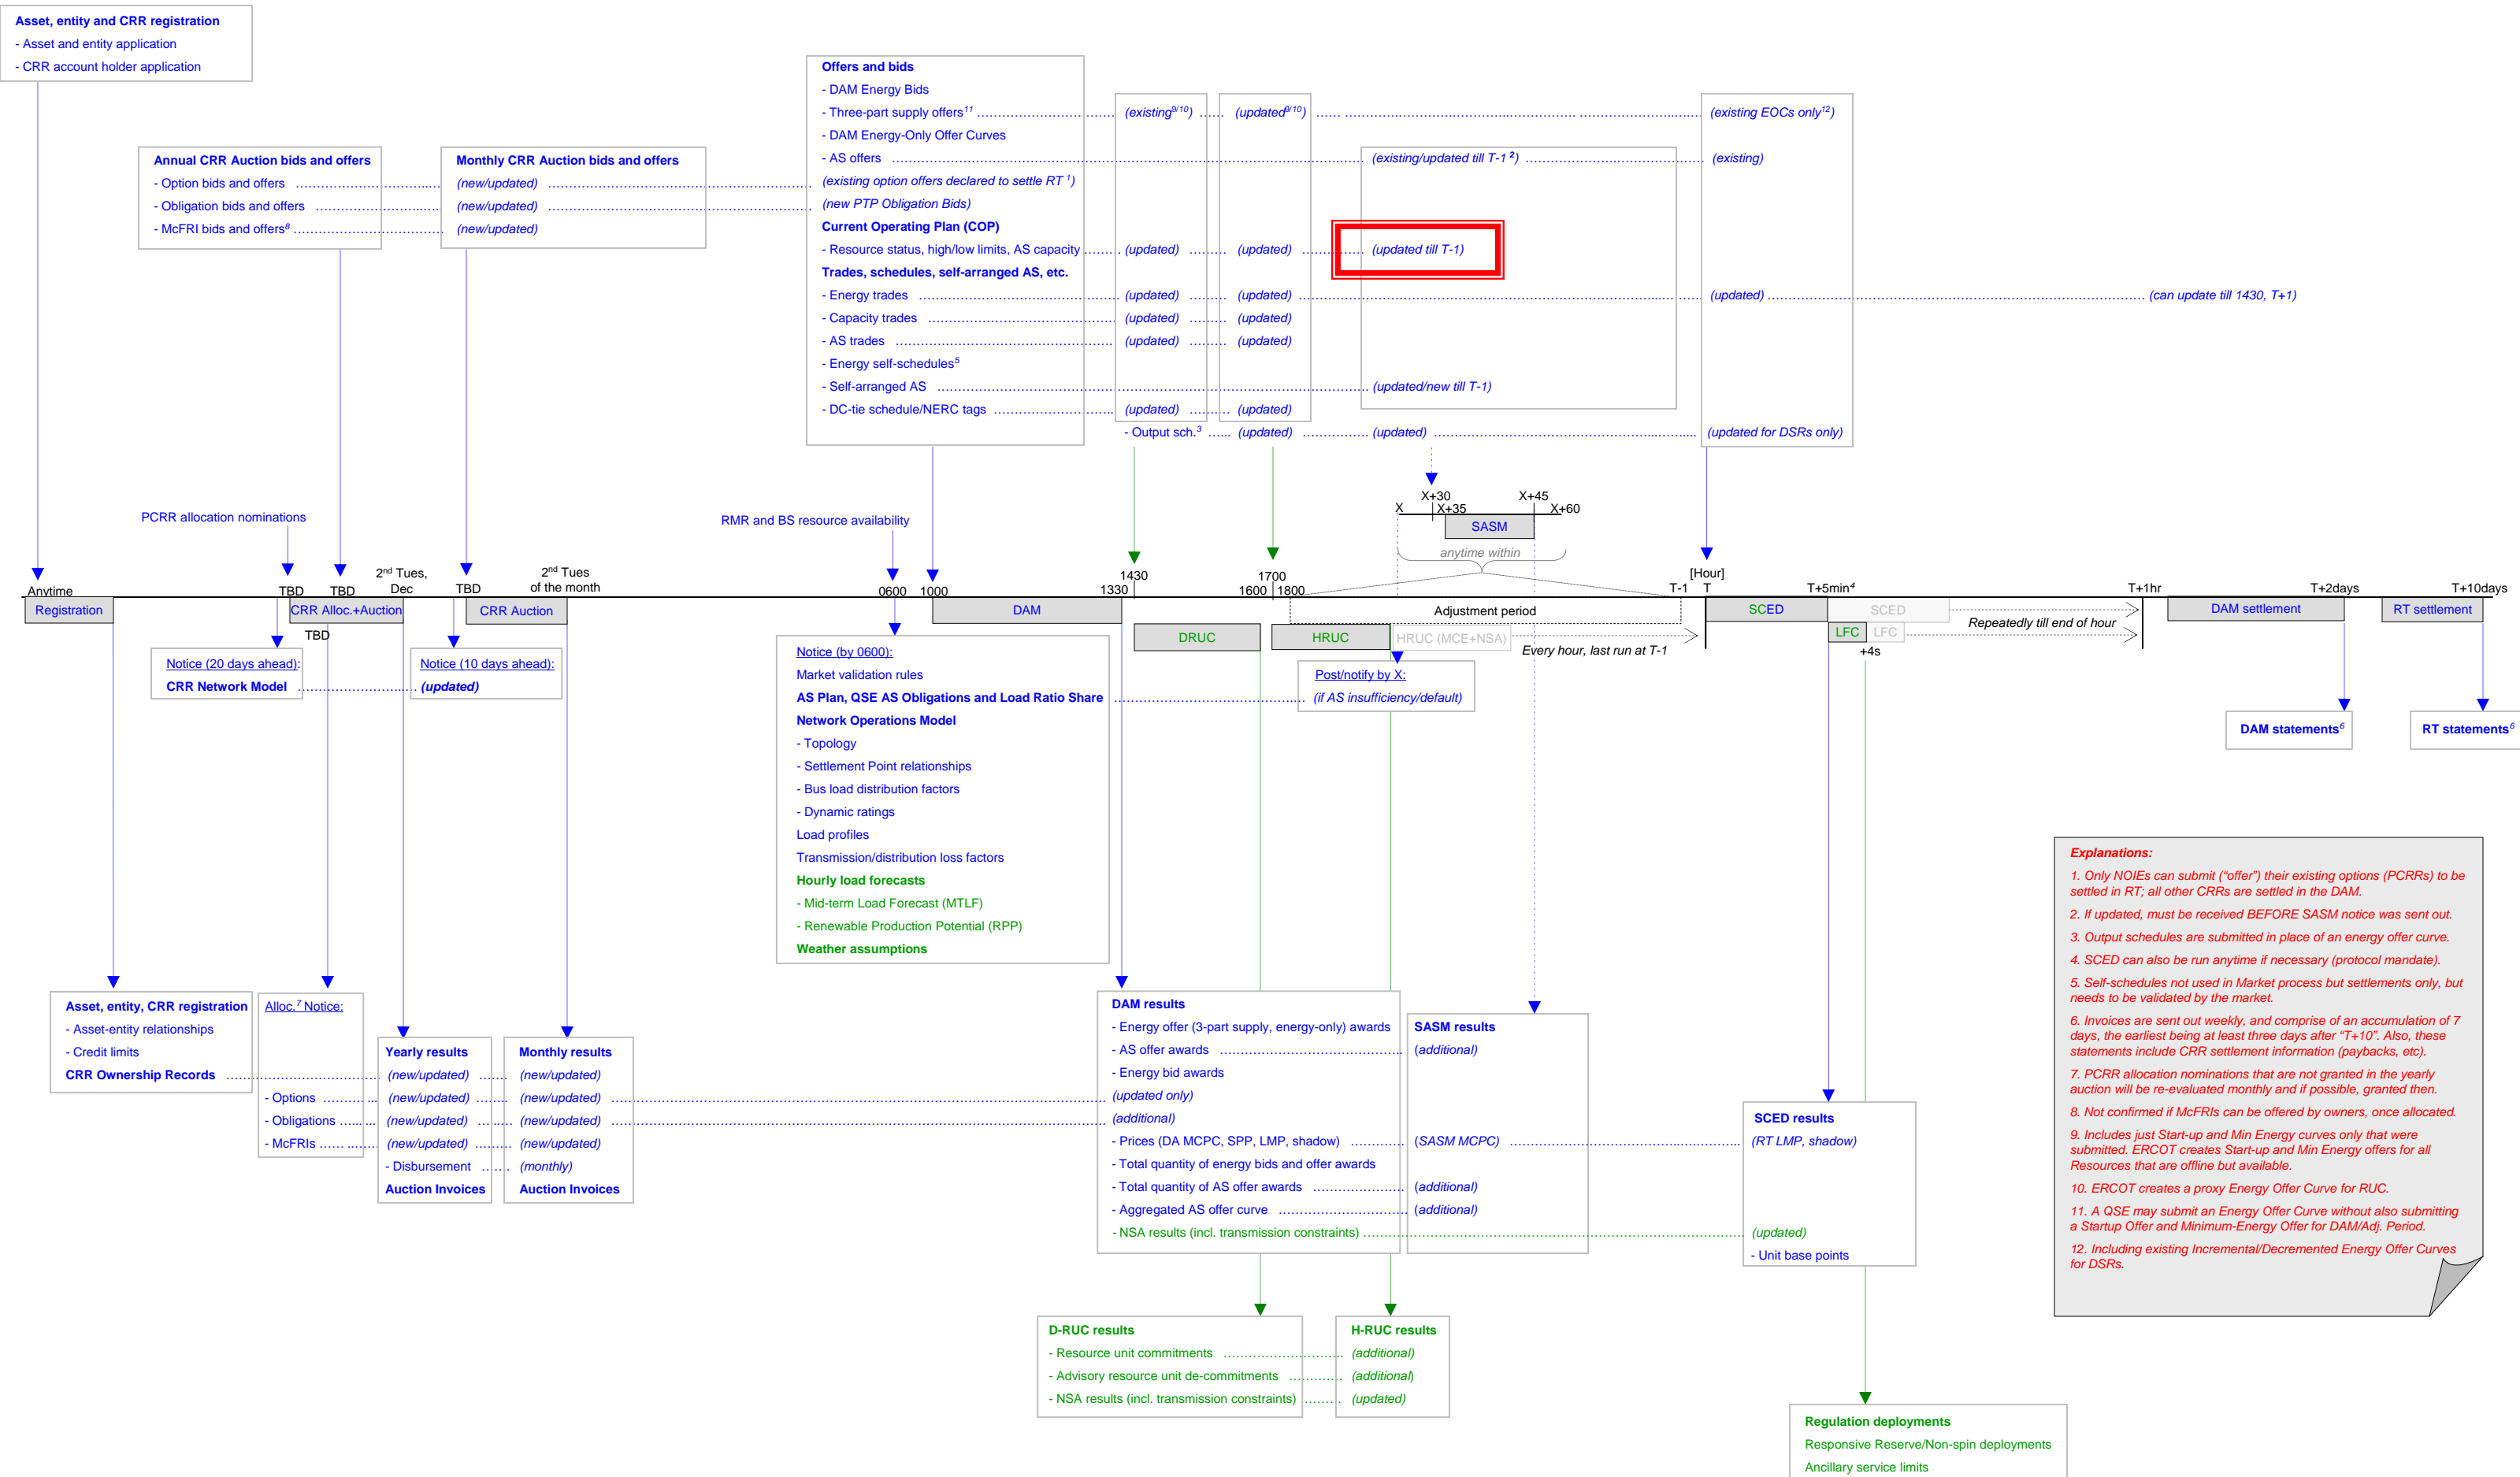 Asset, entity and CRR registration
- Asset and entity application
- CRR account holder application
Annual CRR Auction bids and offers
- Option bids and offers
- Obligation bids and offers
- McFRI bids and offers8
Monthly CRR Auction bids and offers
(new/updated)
(new/updated)
(new/updated)
Offers and bids
- DAM Energy Bids
- Three-part supply offers11 (existing9/10) (updated9/10) (existing EOCs only12)
- DAM Energy-Only Offer Curves
- AS offers (existing/updated till T-1 2) (existing)
(existing option offers declared to settle RT 1)
(new PTP Obligation Bids)
Current Operating Plan (COP)
- Resource status, high/low limits, AS capacity (updated) (updated) (updated till T-1)
Trades, schedules, self-arranged AS, etc.
- Energy trades (updated) (updated) (updated) (can update till 1430, T+1)
- Capacity trades (updated) (updated)
- AS trades (updated) (updated)
- Energy self-schedules5
- Self-arranged AS (updated/new till T-1)
- DC-tie schedule/NERC tags (updated) (updated)
- Output sch.3 (updated) (updated) (updated for DSRs only)
PCRR allocation nominations
RMR and BS resource availability
X X+30 X+35 X+45 X+60
SASM
anytime within
Anytime
TBD
TBD
2nd Tues, Dec
TBD
2nd Tues of the month
0600 1000 1330 1430 1600 1700 1800
T-1
[Hour]
T
T+5min4
T+1hr
T+2days
T+10days
Registration
CRR Alloc.+Auction
CRR Auction
DAM
Adjustment period
SCED
SCED
DAM settlement
RT settlement
TBD
DRUC
HRUC
HRUC (MCE+NSA)
Every hour, last run at T-1
LFC
LFC
+4s
Repeatedly till end of hour
Notice (20 days ahead):
CRR Network Model
Notice (10 days ahead):
(updated)
Notice (by 0600):
Market validation rules
AS Plan, QSE AS Obligations and Load Ratio Share
Network Operations Model
- Topology
- Settlement Point relationships
- Bus load distribution factors
- Dynamic ratings
Load profiles
Transmission/distribution loss factors
Hourly load forecasts
- Mid-term Load Forecast (MTLF)
- Renewable Production Potential (RPP)
Weather assumptions
Post/notify by X:
(if AS insufficiency/default)
DAM statements6
RT statements6
Explanations:
1. Only NOIEs can submit (“offer”) their existing options (PCRRs) to be
settled in RT; all other CRRs are settled in the DAM.
2. If updated, must be received BEFORE SASM notice was sent out.
3. Output schedules are submitted in place of an energy offer curve.
4. SCED can also be run anytime if necessary (protocol mandate).
5. Self-schedules not used in Market process but settlements only, but
needs to be validated by the market.
6. Invoices are sent out weekly, and comprise of an accumulation of 7
days, the earliest being at least three days after “T+10”. Also, these
statements include CRR settlement information (paybacks, etc).
7. PCRR allocation nominations that are not granted in the yearly
auction will be re-evaluated monthly and if possible, granted then.
8. Not confirmed if McFRIs can be offered by owners, once allocated.
9. Includes just Start-up and Min Energy curves only that were
submitted. ERCOT creates Start-up and Min Energy offers for all
Resources that are offline but available.
10. ERCOT creates a proxy Energy Offer Curve for RUC.
11. A QSE may submit an Energy Offer Curve without also submitting
a Startup Offer and Minimum-Energy Offer for DAM/Adj. Period.
12. Including existing Incremental/Decremented Energy Offer Curves
for DSRs.
Asset, entity, CRR registration
- Asset-entity relationships
- Credit limits
CRR Ownership Records
Alloc.7 Notice:
- Options
- Obligations
- McFRIs
Yearly results
(new/updated)
(new/updated)
(new/updated)
(new/updated)
- Disbursement
Auction Invoices
Monthly results
(new/updated)
(new/updated)
(new/updated)
(new/updated)
(monthly)
Auction Invoices
DAM results
- Energy offer (3-part supply, energy-only) awards
- AS offer awards
- Energy bid awards
(updated only)
(additional)
- Prices (DA MCPC, SPP, LMP, shadow)
- Total quantity of energy bids and offer awards
- Total quantity of AS offer awards
- Aggregated AS offer curve
- NSA results (incl. transmission constraints)
SASM results
(additional)
(SASM MCPC)
(additional)
(additional)
SCED results
(RT LMP, shadow)
(updated)
- Unit base points
D-RUC results
- Resource unit commitments
- Advisory resource unit de-commitments
- NSA results (incl. transmission constraints)
H-RUC results
(additional)
(additional)
(updated)
Regulation deployments
Responsive Reserve/Non-spin deployments
Ancillary service limits